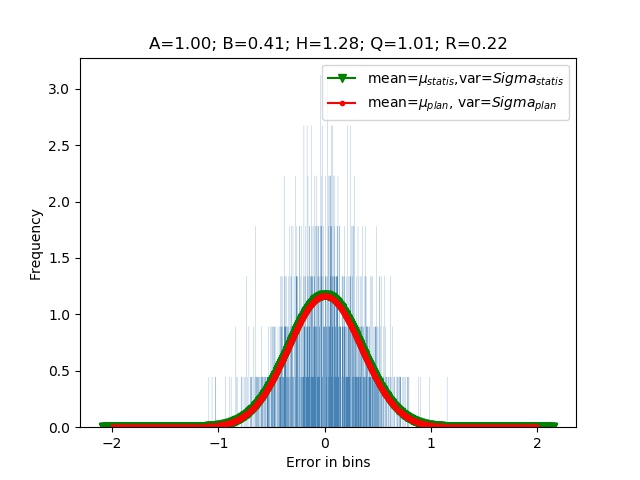 A=1.00; B=0.41; H=1.28; Q=1.01; R=0.22
mean=μstatis,var=Sigmastatis
mean=μplan, var=Sigmaplan
3.0
2.5
2.0
1.5
1.0
0.5
0.0
Frequency
−2 −1 0 1 2
Error in bins